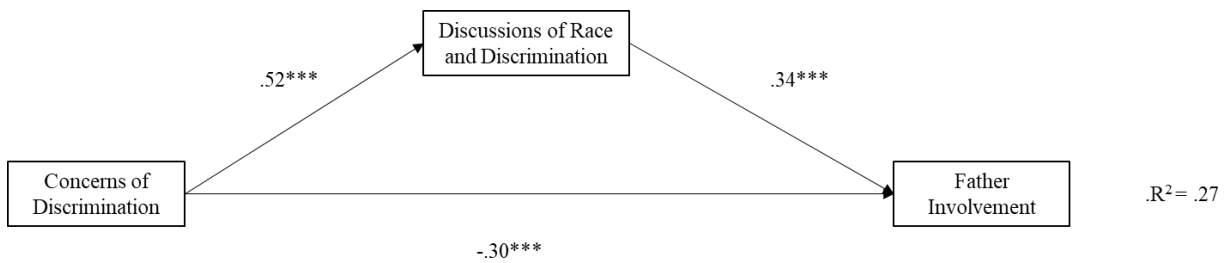 Discussions of Race
and Discrimination
.52***
.34***
Concerns of
Discrimination
Father
Involvement
.R² = .27
-.30***